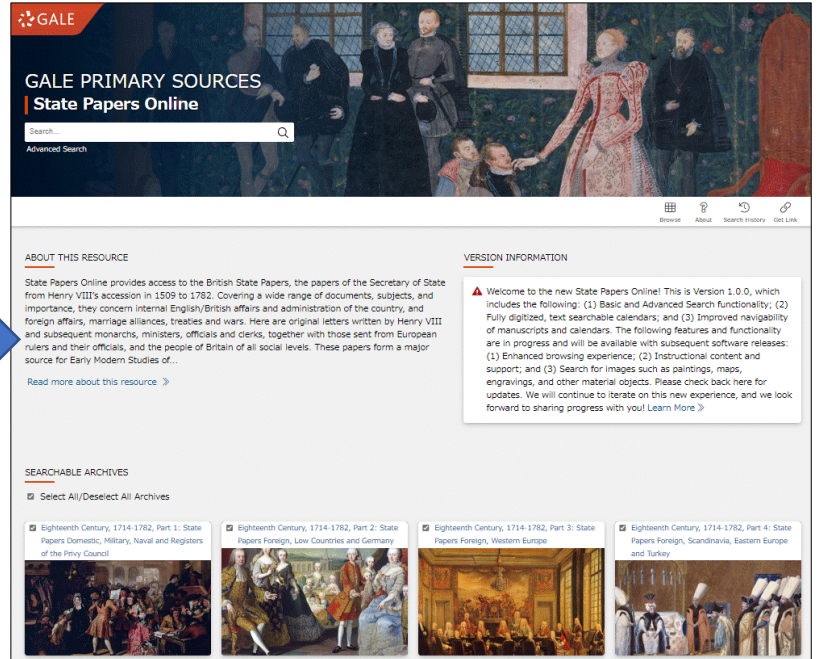 GALE
GALE PRIMARY SOURCES
State Papers Online
Search...
Advanced Search
Browse
About
Search History
Get Link
ABOUT THIS RESOURCE
State Papers Online provides access to the British State Papers, the papers of the Secretary of State
from Henry VIII's accession in 1509 to 1782. Covering a wide range of documents, subjects, and
importance, they concern internal English/British affairs and administration of the country, and
foreign affairs, marriage alliances, treaties and wars. Here are original letters written by Henry VIII
and subsequent monarchs, ministers, officials and clerks, together with those sent from European
rulers and their officials, and the people of Britain of all social levels. These papers form a major
source for Early Modern Studies of...
Read more about this resource »
VERSION INFORMATION
Welcome to the new State Papers Online! This is Version 1.0.0, which
includes the following: (1) Basic and Advanced Search functionality; (2)
Fully digitized, text searchable calendars; and (3) Improved navigability
of manuscripts and calendars. The following features and functionality
are in progress and will be available with subsequent software releases:
(1) Enhanced browsing experience; (2) Instructional content and
support; and (3) Search for images such as paintings, maps,
engravings, and other material objects. Please check back here for
updates. We will continue to iterate on this new experience, and we look
forward to sharing progress with you! Learn More »
SEARCHABLE ARCHIVES
Select All/Deselect All Archives
Eighteenth Century, 1714-1782, Part 1: State
Papers Domestic, Military, Naval and Registers
of the Privy Council
Eighteenth Century, 1714-1782, Part 2: State
Papers Foreign, Low Countries and Germany
Eighteenth Century, 1714-1782, Part 3: State
Papers Foreign, Western Europe
Eighteenth Century, 1714-1782, Part 4: State
Papers Foreign, Scandinavia, Eastern Europe
and Turkey